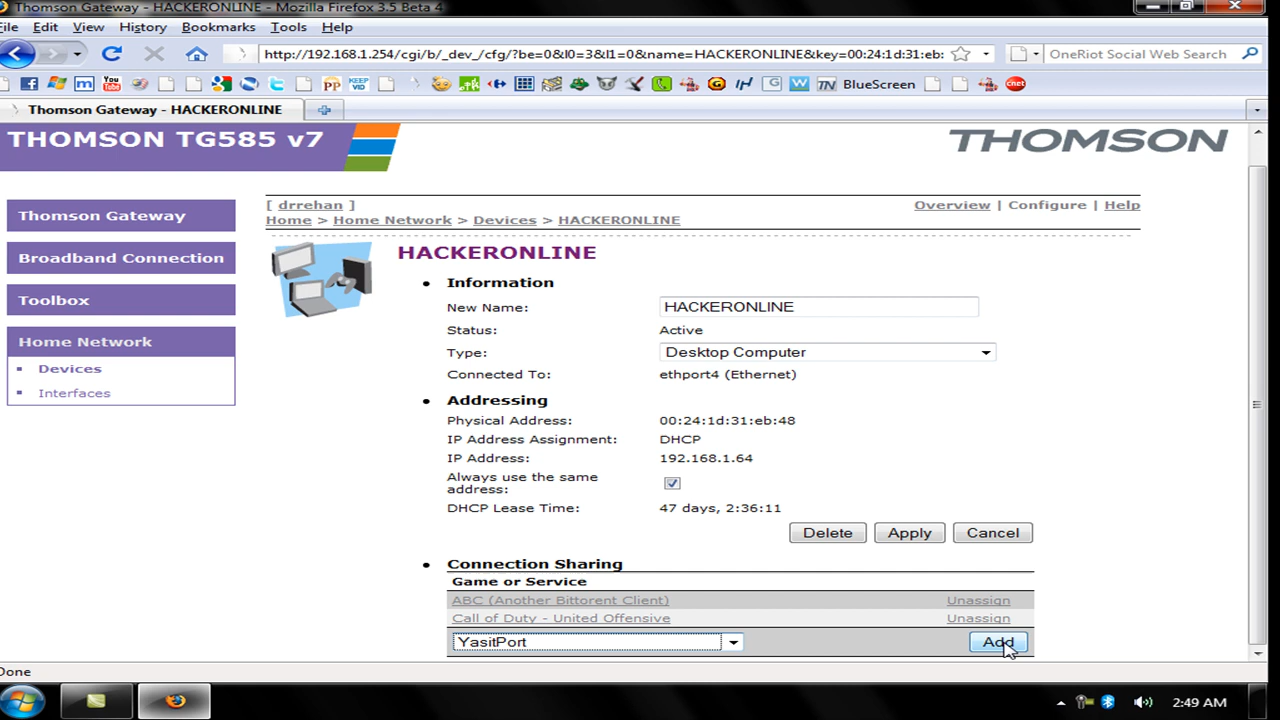 Thomson Gateway - HACKERONLINE - Mozilla Firefox 3.5 Beta 4
File Edit View History Bookmarks Tools Help
http://192.168.1.254/cgi/b/_dev_/cfg/?be=0&l0=3&l1=0&name=HACKERONLINE&key=00:24:1d:31:eb: OneRiot Social Web Search
You Tube PP KEEP VID W TN BlueScreen cnet
Thomson Gateway - HACKERONLINE
THOMSON TG585 v7
THOMSON
[ drrehan ]
Home > Home Network > Devices > HACKERONLINE
Overview | Configure | Help
Thomson Gateway
Broadband Connection
Toolbox
Home Network
Devices
Interfaces
HACKERONLINE
Information
New Name: HACKERONLINE
Status: Active
Type: Desktop Computer
Connected To: ethport4 (Ethernet)
Addressing
Physical Address: 00:24:1d:31:eb:48
IP Address Assignment: DHCP
IP Address: 192.168.1.64
Always use the same
address:
DHCP Lease Time: 47 days, 2:36:11
Delete Apply Cancel
Connection Sharing
Game or Service
ABC (Another Bittorent Client) Unassign
Call of Duty - United Offensive Unassign
YasitPort Add
Done
2:49 AM